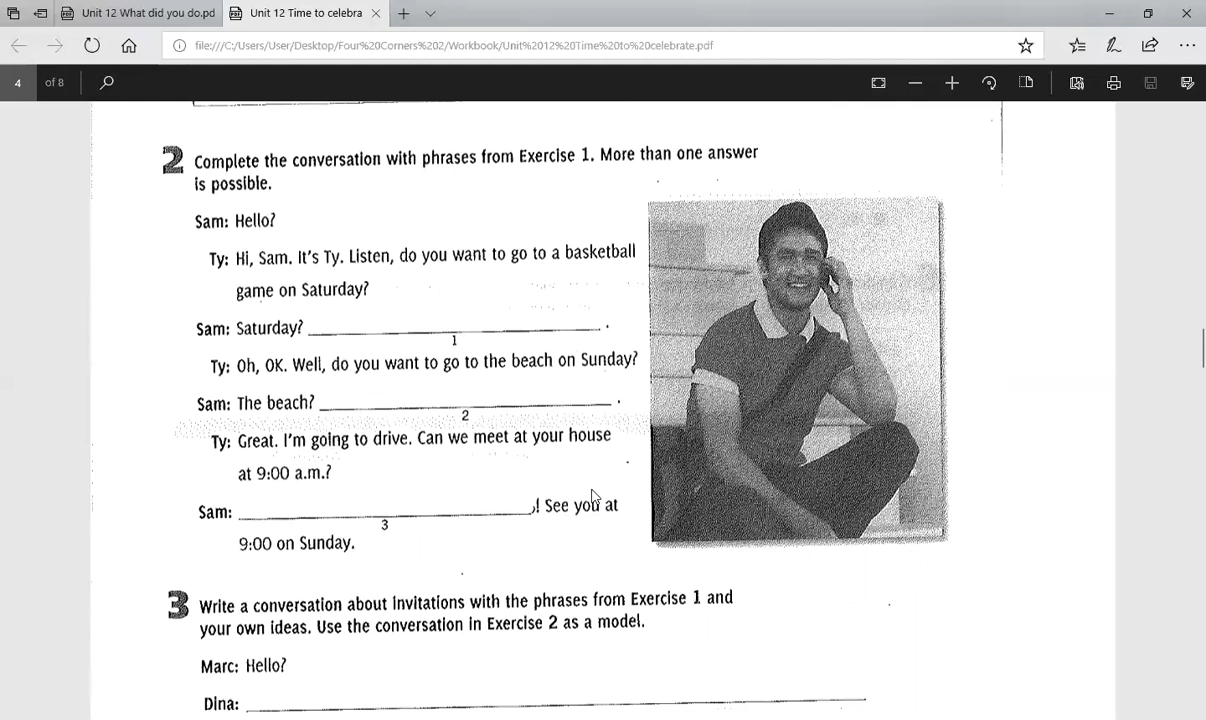 Unit 12 What did you do.pd
Unit 12 Time to celebra
file:///C:/Users/User/Desktop/Four%20Corners%202/Workbook/Unit%2012%20Time%20to%20celebrate.pdf
4 of 8
2 Complete the conversation with phrases from Exercise 1. More than one answer
is possible.
Sam: Hello?
Ty: Hi, Sam. It's Ty. Listen, do you want to go to a basketball
game on Saturday?
Sam: Saturday? ____________ .
1
Ty: Oh, OK. Well, do you want to go to the beach on Sunday?
Sam: The beach? ____________ .
2
Ty: Great. I'm going to drive. Can we meet at your house
at 9:00 a.m.?
Sam: ____________ ! See you at
3
9:00 on Sunday.
3 Write a conversation about invitations with the phrases from Exercise 1 and
your own ideas. Use the conversation in Exercise 2 as a model.
Marc: Hello?
Dina: ____________